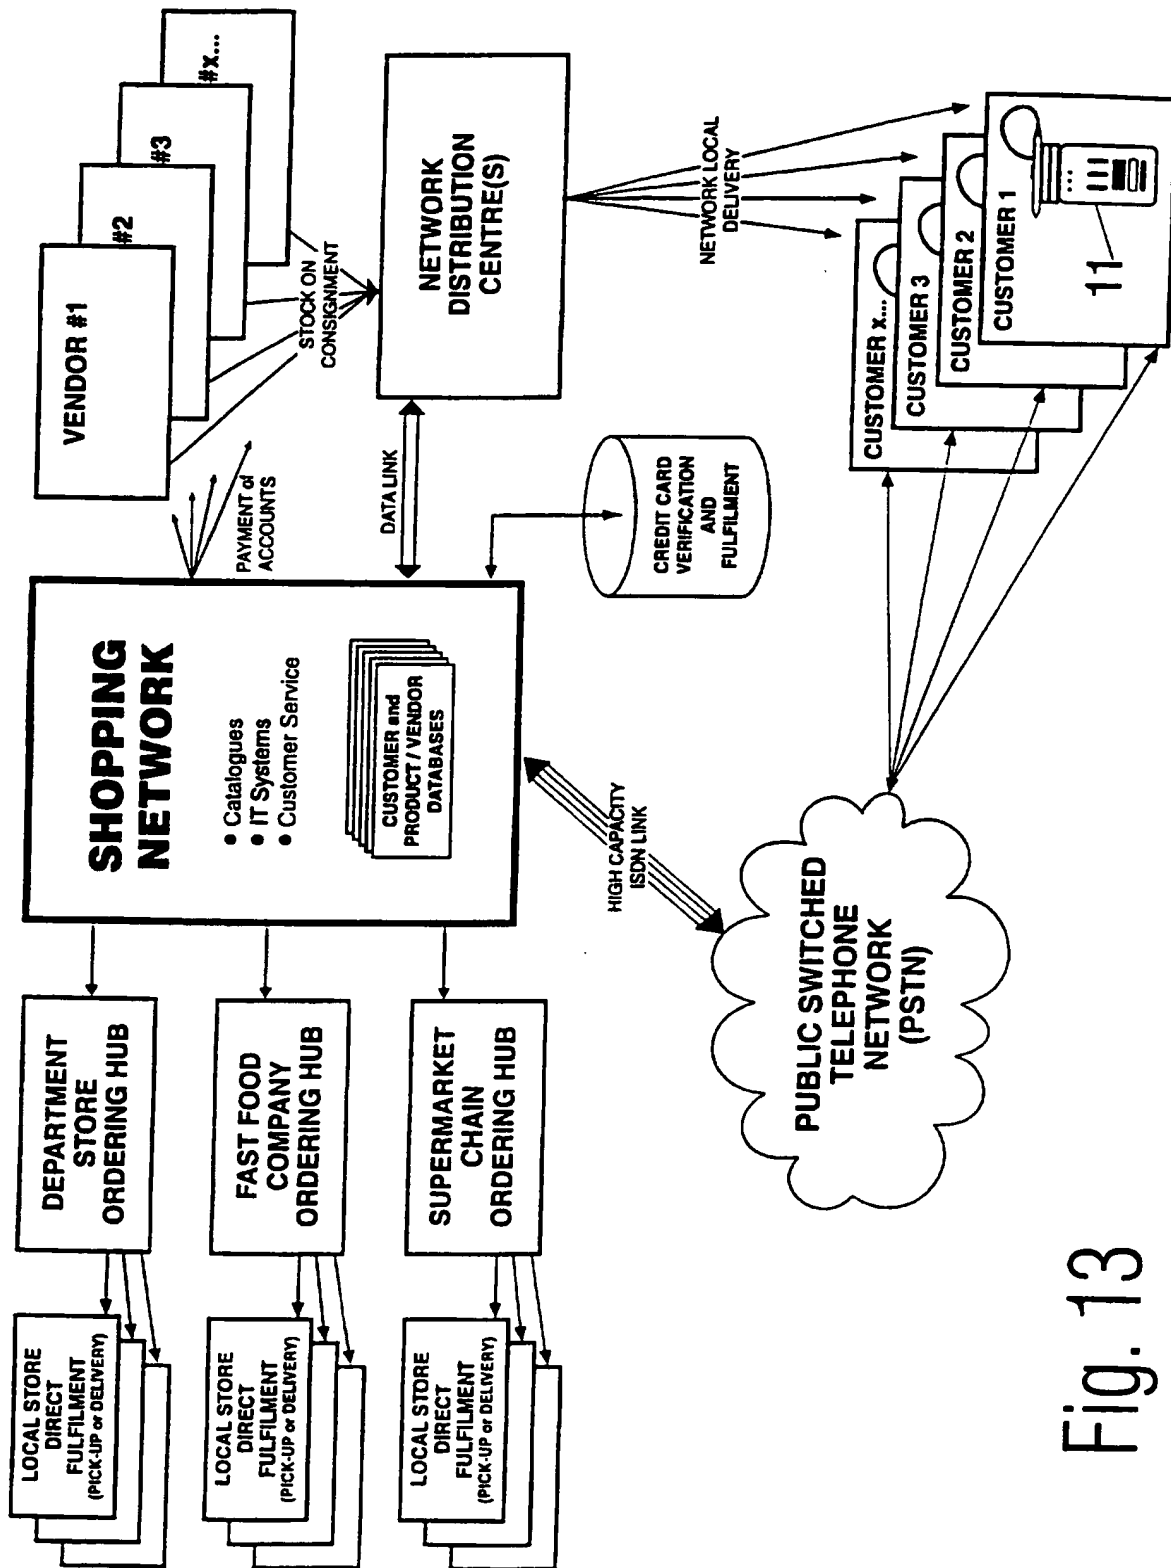 LOCAL STORE
DIRECT
FULFILMENT
(PICK-UP or DELIVERY)
DEPARTMENT
STORE
ORDERING HUB
SHOPPING
NETWORK
• Catalogues
• IT Systems
• Customer Service
CUSTOMER and
PRODUCT / VENDOR
DATABASES
PAYMENT of
ACCOUNTS
VENDOR #1
#2
#3
#x...
STOCK ON
CONSIGNMENT
LOCAL STORE
DIRECT
FULFILMENT
(PICK-UP or DELIVERY)
FAST FOOD
COMPANY
ORDERING HUB
DATA LINK
NETWORK
DISTRIBUTION
CENTRE(S)
LOCAL STORE
DIRECT
FULFILMENT
(PICK-UP or DELIVERY)
SUPERMARKET
CHAIN
ORDERING HUB
HIGH CAPACITY
ISDN LINK
CREDIT CARD
VERIFICATION
AND
FULFILMENT
NETWORK LOCAL
DELIVERY
PUBLIC SWITCHED
TELEPHONE
NETWORK
(PSTN)
CUSTOMER x...
CUSTOMER 3
CUSTOMER 2
CUSTOMER 1
11
Fig. 13